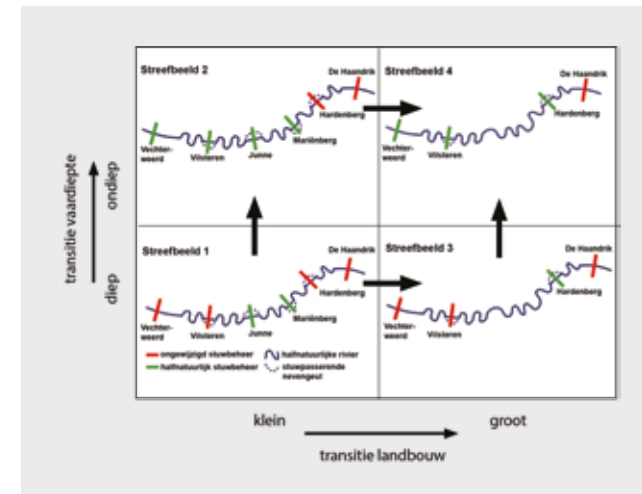 Streefbeeld 2
De Haandrik
Hardenberg
Mariënberg
Junne
Vilsteren
Vechter-
weerd
Streefbeeld 4
De Haandrik
Hardenberg
Vilsteren
Vechter-
weerd
Streefbeeld 1
De Haandrik
Hardenberg
Mariënberg
Junne
Vilsteren
Vechter-
weerd
ongewijzigd stuwbeheer
halfnatuurlijk stuwbeheer
halfnatuurlijke rivier
stuwpasserende
nevengeul
Streefbeeld 3
De Haandrik
Hardenberg
Vilsteren
Vechter-
weerd
transitie vaardiepte
ondiep
diep
klein
groot
transitie landbouw